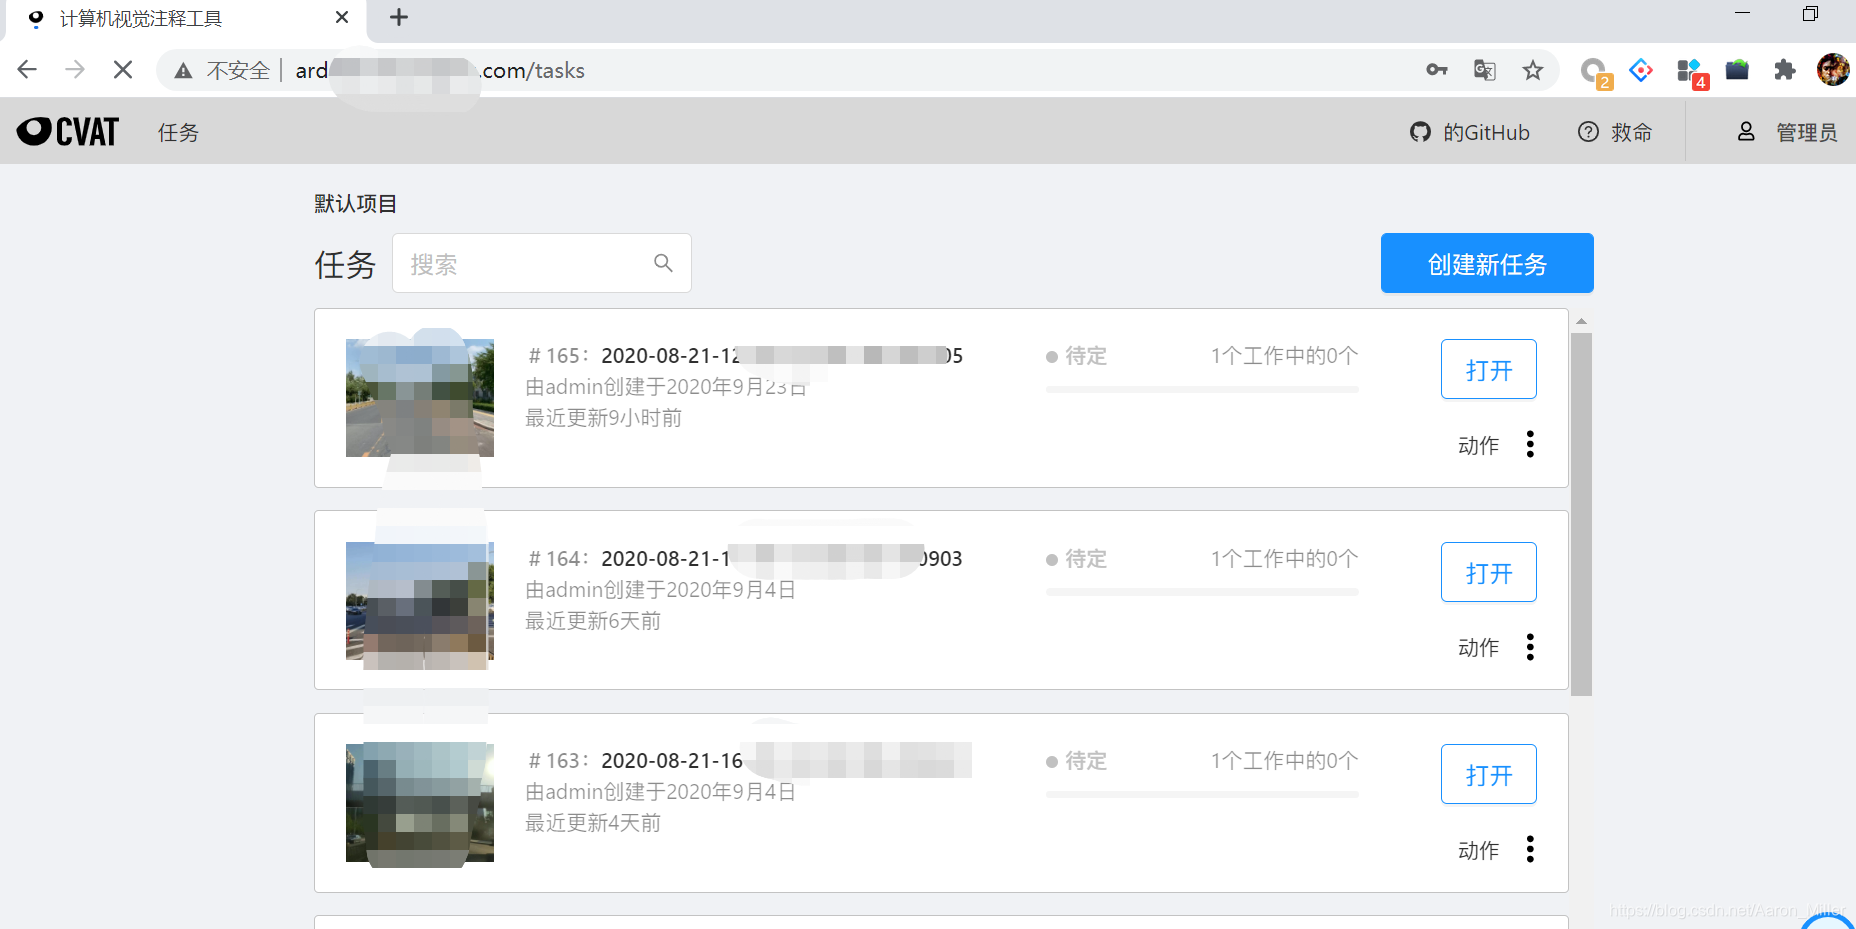 计算机视觉注释工具
不安全 ard .com/tasks
2
4
CVAT 任务 的GitHub 救命 管理员
默认项目
任务 搜索 创建新任务
# 165: 2020-08-21-12 05 待定 1个工作中的0个 打开
由admin创建于2020年9月23日
最近更新9小时前
动作
# 164: 2020-08-21-1 0903 待定 1个工作中的0个 打开
由admin创建于2020年9月4日
最近更新6天前
动作
# 163: 2020-08-21-16 待定 1个工作中的0个 打开
由admin创建于2020年9月4日
最近更新4天前
动作
https://blog.csdn.net/Aaron_Miller